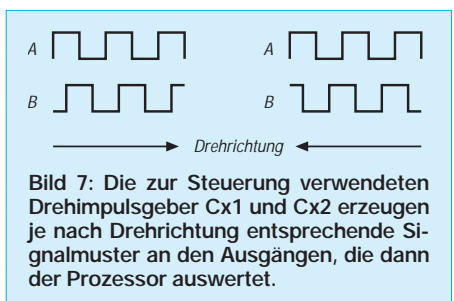 A A
B B
Drehrichtung
Bild 7: Die zur Steuerung verwendeten
Drehimpulsgeber Cx1 und Cx2 erzeugen
je nach Drehrichtung entsprechende Si-
gnalmuster an den Ausgängen, die dann
der Prozessor auswertet.